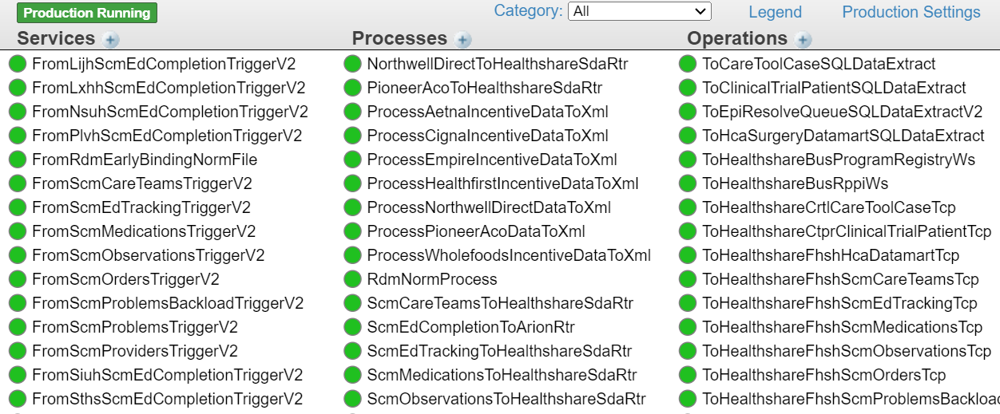 Production Running
Category: All
Legend
Production Settings
Services
Processes
Operations
FromLijhScmEdCompletionTriggerV2
NorthwellDirectToHealthshareSdaRtr
ToCareToolCaseSQLDataExtract
FromLxhhScmEdCompletionTriggerV2
PioneerAcoToHealthshareSdaRtr
ToClinicalTrialPatientSQLDataExtract
FromNsuhScmEdCompletionTriggerV2
ProcessAetnaIncentiveDataToXml
ToEpiResolveQueueSQLDataExtractV2
FromPlvhScmEdCompletionTriggerV2
ProcessCignaIncentiveDataToXml
ToHcaSurgeryDatamartSQLDataExtract
FromRdmEarlyBindingNormFile
ProcessEmpireIncentiveDataToXml
ToHealthshareBusProgramRegistryWs
FromScmCareTeamsTriggerV2
ProcessHealthfirstIncentiveDataToXml
ToHealthshareBusRppiWs
FromScmEdTrackingTriggerV2
ProcessNorthwellDirectDataToXml
ToHealthshareCrtlCareToolCaseTcp
FromScmMedicationsTriggerV2
ProcessPioneerAcoDataToXml
ToHealthshareCtprClinicalTrialPatientTcp
FromScmObservationsTriggerV2
ProcessWholefoodsIncentiveDataToXml
ToHealthshareFhshHcaDatamartTcp
FromScmOrdersTriggerV2
RdmNormProcess
ToHealthshareFhshScmCareTeamsTcp
FromScmProblemsBackloadTriggerV2
ScmCareTeamsToHealthshareSdaRtr
ToHealthshareFhshScmEdTrackingTcp
FromScmProblemsTriggerV2
ScmEdCompletionToArionRtr
ToHealthshareFhshScmMedicationsTcp
FromScmProvidersTriggerV2
ScmEdTrackingToHealthshareSdaRtr
ToHealthshareFhshScmObservationsTcp
FromSiuhScmEdCompletionTriggerV2
ScmMedicationsToHealthshareSdaRtr
ToHealthshareFhshScmOrdersTcp
FromSthsScmEdCompletionTriggerV2
ScmObservationsToHealthshareSdaRtr
ToHealthshareFhshScmProblemsBackload